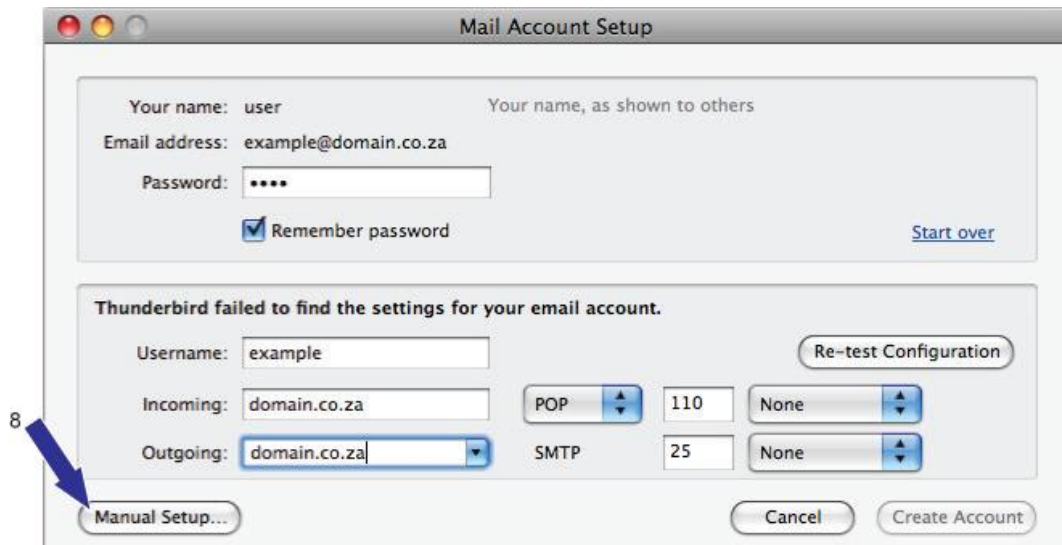 Mail Account Setup
Your name: user Your name, as shown to others
Email address: example@domain.co.za
Password: ••••
Remember password Start over
Thunderbird failed to find the settings for your email account.
Username: example Re-test Configuration
Incoming: domain.co.za POP 110 None
8
Outgoing: domain.co.za SMTP 25 None
Manual Setup... Cancel Create Account